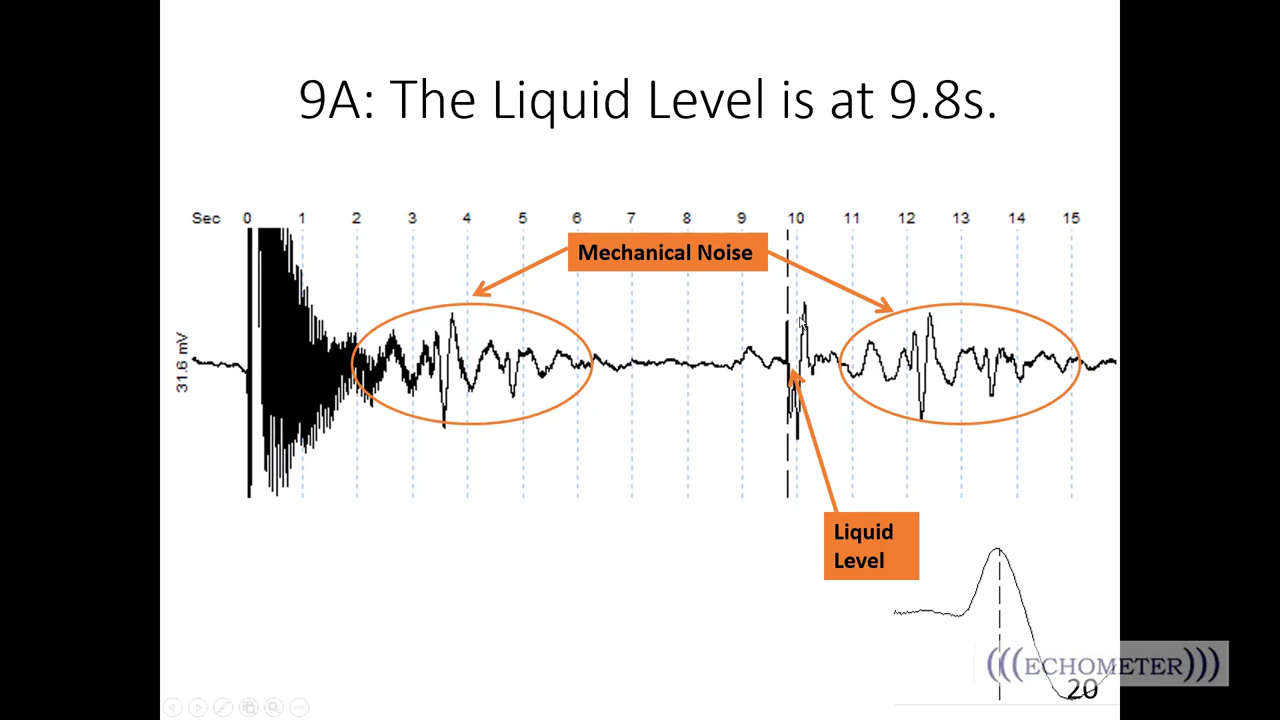 9A: The Liquid Level is at 9.8s.
Sec 0 1 2 3 4 5 6 7 8 9 10 11 12 13 14 15
Mechanical Noise
31.6 mV
Liquid
Level
(((ECHOMETER)))
20